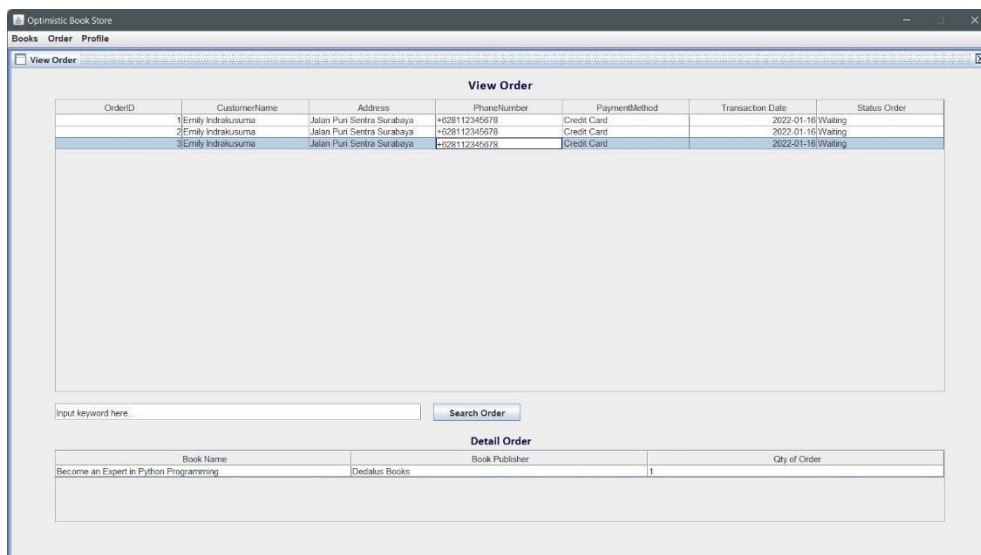 Optimistic Book Store
Books Order Profile
View Order
View Order
OrderID CustomerName Address PhoneNumber PaymentMethod Transaction Date Status Order
1 Emily Indrakusuma Jalan Puri Sentra Surabaya +628112345678 Credit Card 2022-01-16 Waiting
2 Emily Indrakusuma Jalan Puri Sentra Surabaya +628112345678 Credit Card 2022-01-16 Waiting
3 Emily Indrakusuma Jalan Puri Sentra Surabaya +628112345678 Credit Card 2022-01-16 Waiting
Input keyword here... Search Order
Detail Order
Book Name Book Publisher Qty of Order
Become an Expert in Python Programming Dedalus Books 1